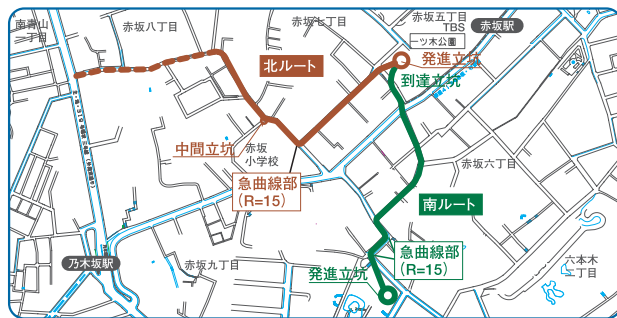 南青山
一丁目
赤坂八丁目
赤坂七丁目
赤坂五丁目
TBS
赤坂駅
一ツ木公園
発進立坑
到達立坑
北ルート
中間立坑
赤坂
小学校
急曲線部
(R=15)
赤坂六丁目
南ルート
急曲線部
(R=15)
乃木坂駅
赤坂九丁目
発進立坑
六本木
二丁目